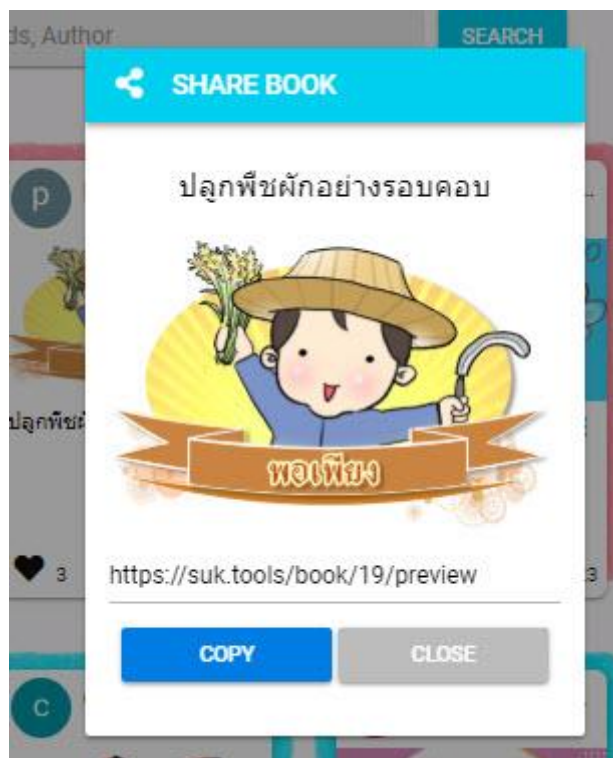 ds, Author
SEARCH
SHARE BOOK
p
...
ปลูกพืชผักอย่างรอบคอบ
พอเพียง
ปลูกพืชผั
3
3
https://suk.tools/book/19/preview
COPY
CLOSE
c